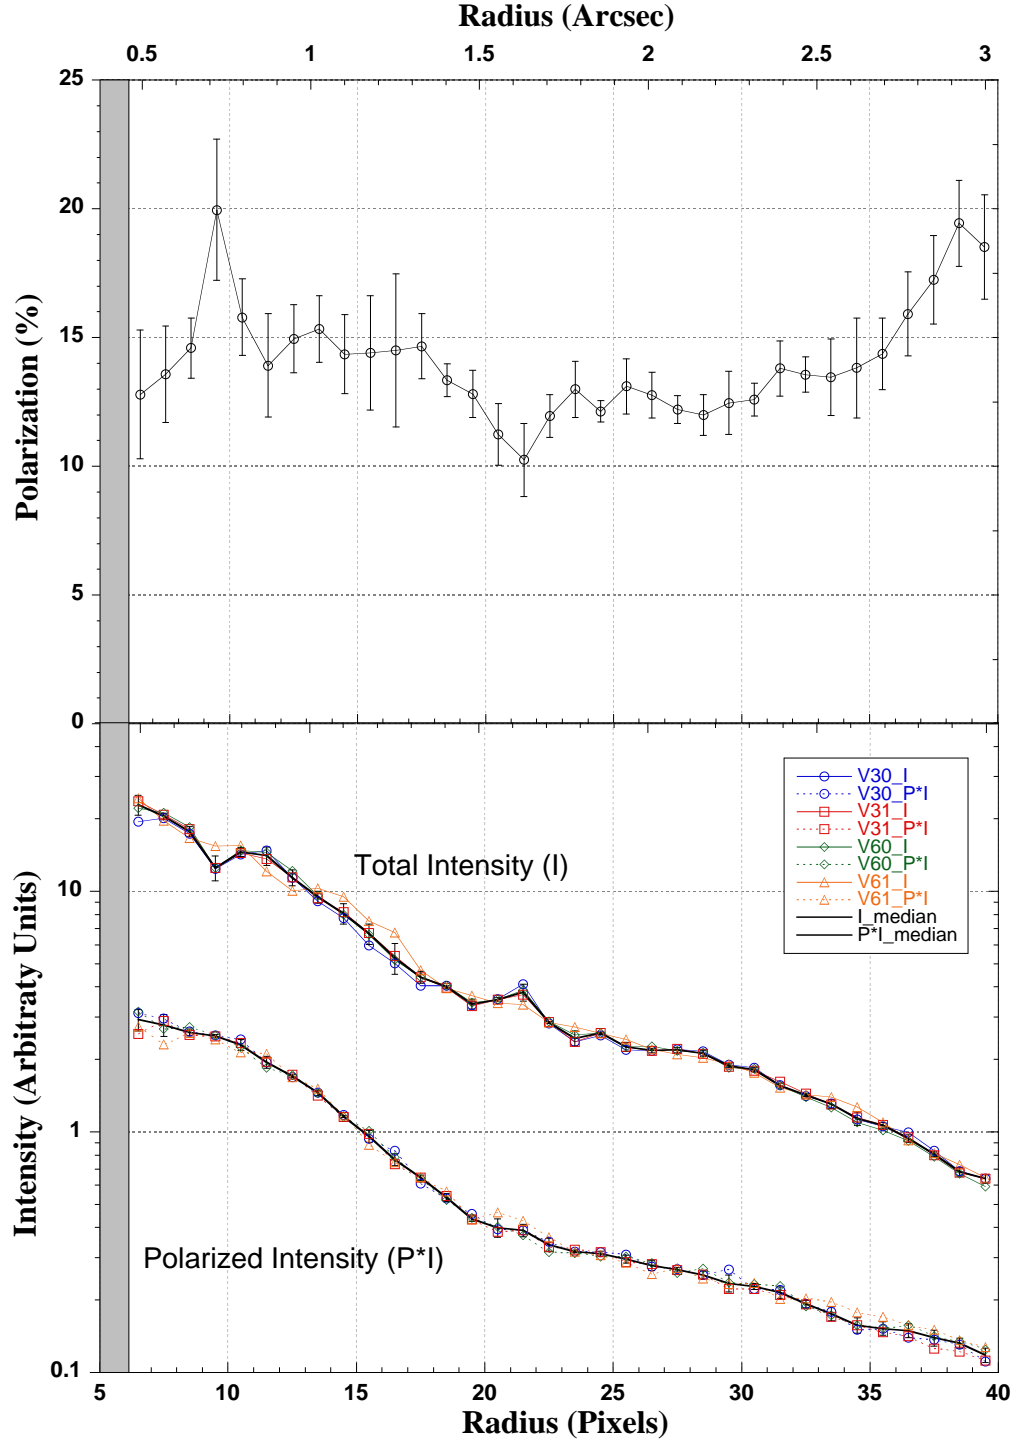 Radius (Arcsec)
0.5 1 1.5 2 2.5 3
25
20
15
10
5
0
Polarization (%)
V30_I
V30_P*I
V31_I
V31_P*I
V60_I
V60_P*I
V61_I
V61_P*I
I_median
P*I_median
Total Intensity (I)
Polarized Intensity (P*I)
10
1
0.1
Intensity (Arbitraty Units)
5 10 15 20 25 30 35 40
Radius (Pixels)